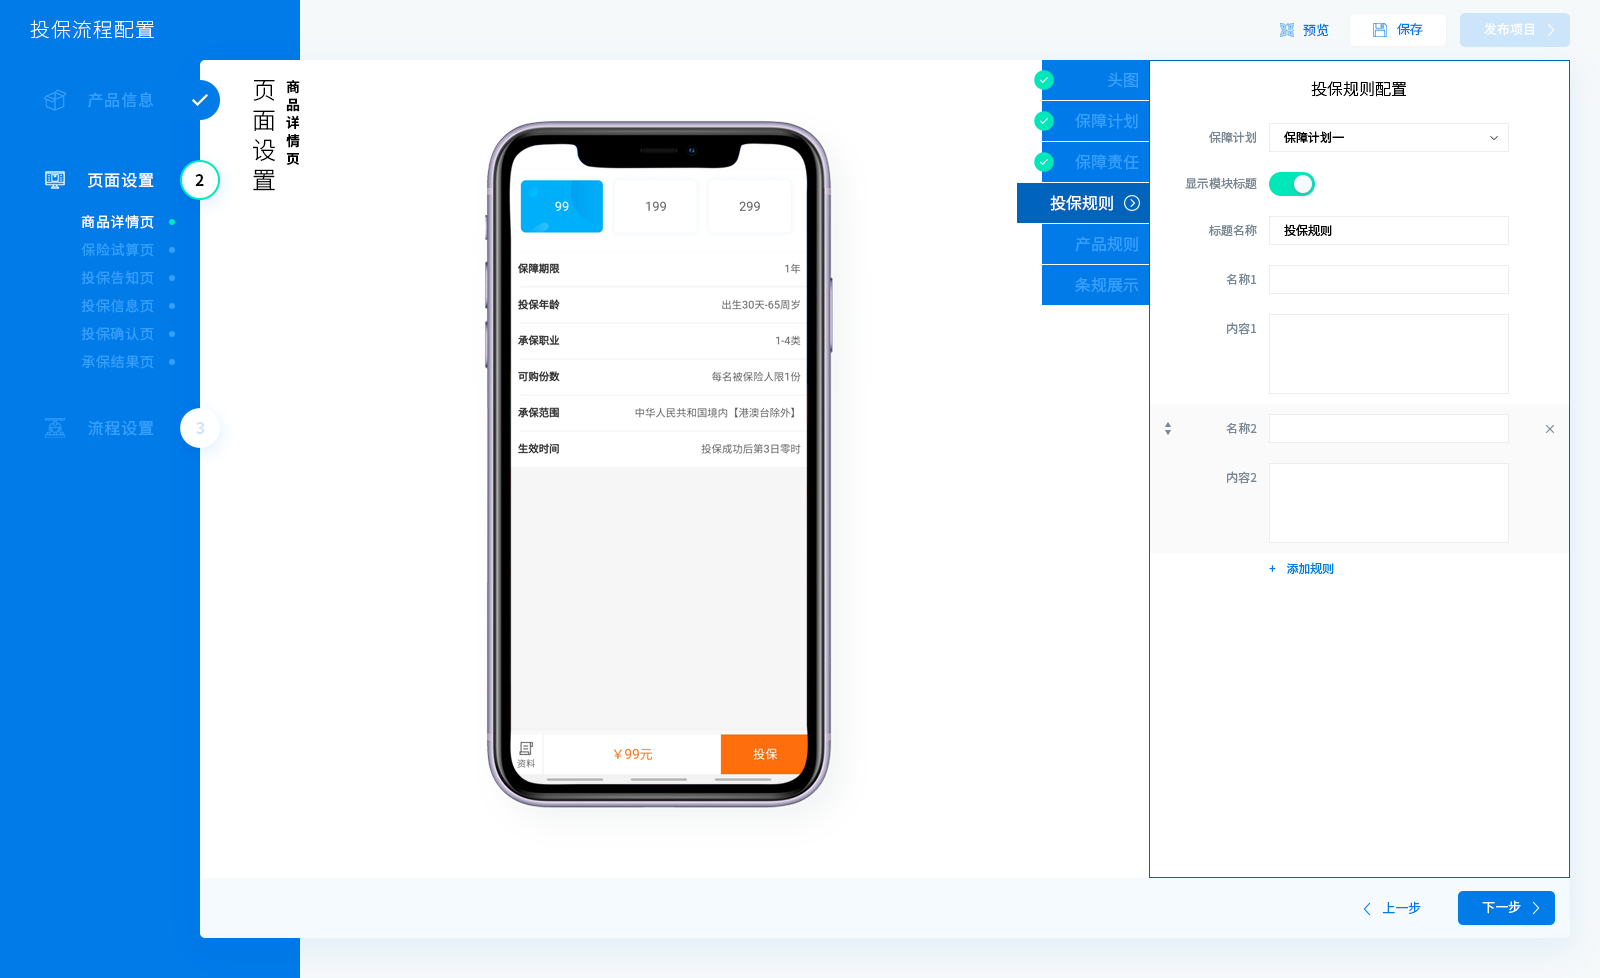 投保流程配置
预览
保存
发布项目
产品信息
页面设置
2
商品详情页
保险试算页
投保告知页
投保信息页
投保确认页
承保结果页
流程设置
3
页面设置
商品详情页
99
199
299
保障期限
1年
投保年龄
出生30天-65周岁
承保职业
1-4类
可购份数
每名被保险人限1份
承保范围
中华人民共和国境内【港澳台除外】
生效时间
投保成功后第3日零时
资料
￥99元
投保
头图
保障计划
保障责任
投保规则
产品规则
条规展示
投保规则配置
保障计划
保障计划一
显示模块标题
标题名称
投保规则
名称1
内容1
名称2
内容2
+ 添加规则
上一步
下一步